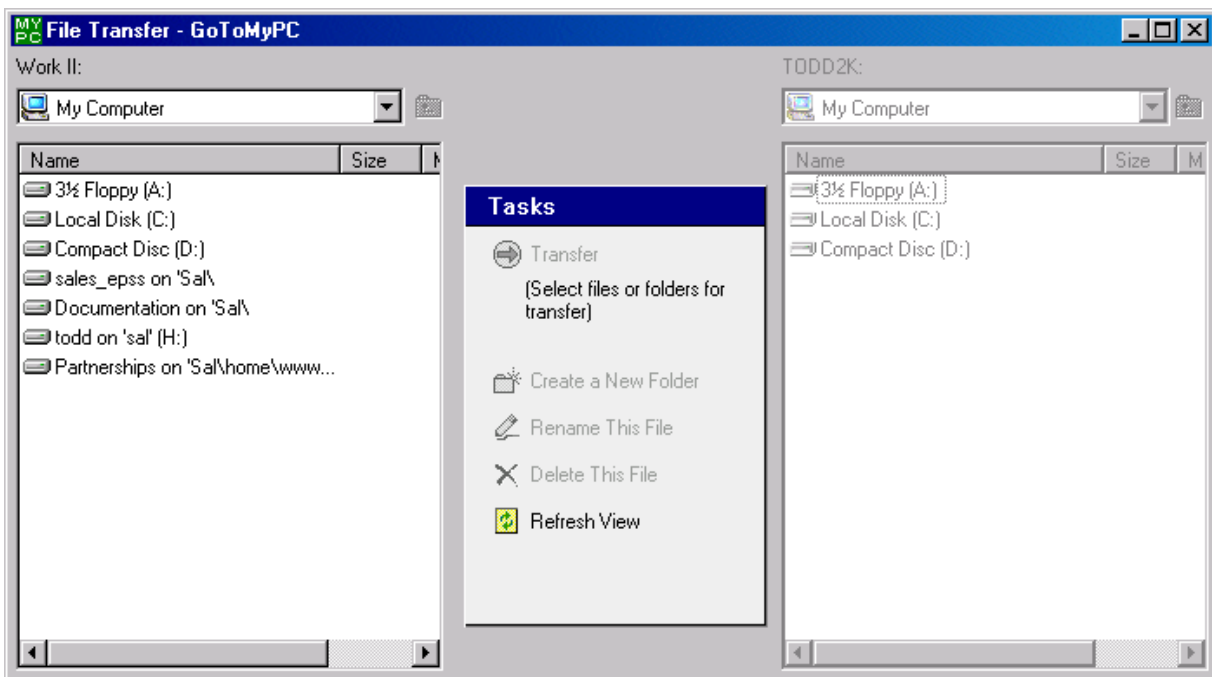 MY PC File Transfer - GoToMyPC
Work II:
My Computer
Name Size M
3½ Floppy (A:)
Local Disk (C:)
Compact Disc (D:)
sales_epss on 'Sal\
Documentation on 'Sal\
todd on 'sal' (H:)
Partnerships on 'Sal\home\www...
Tasks
Transfer
(Select files or folders for
transfer)
Create a New Folder
Rename This File
Delete This File
Refresh View
TODD2K:
My Computer
Name Size M
3½ Floppy (A:)
Local Disk (C:)
Compact Disc (D:)